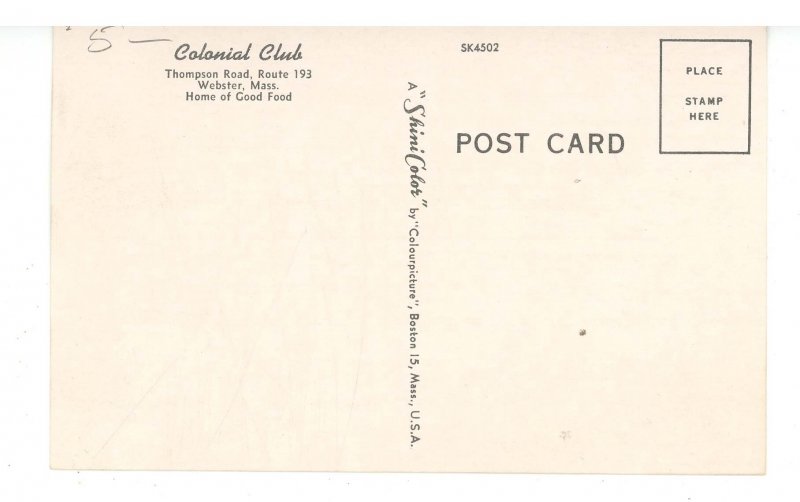 5 —
Colonial Club
Thompson Road, Route 193
Webster, Mass.
Home of Good Food
A "ShiniColor" by "Colourpicture", Boston 15, Mass., U.S.A.
SK4502
POST CARD
PLACE
STAMP
HERE